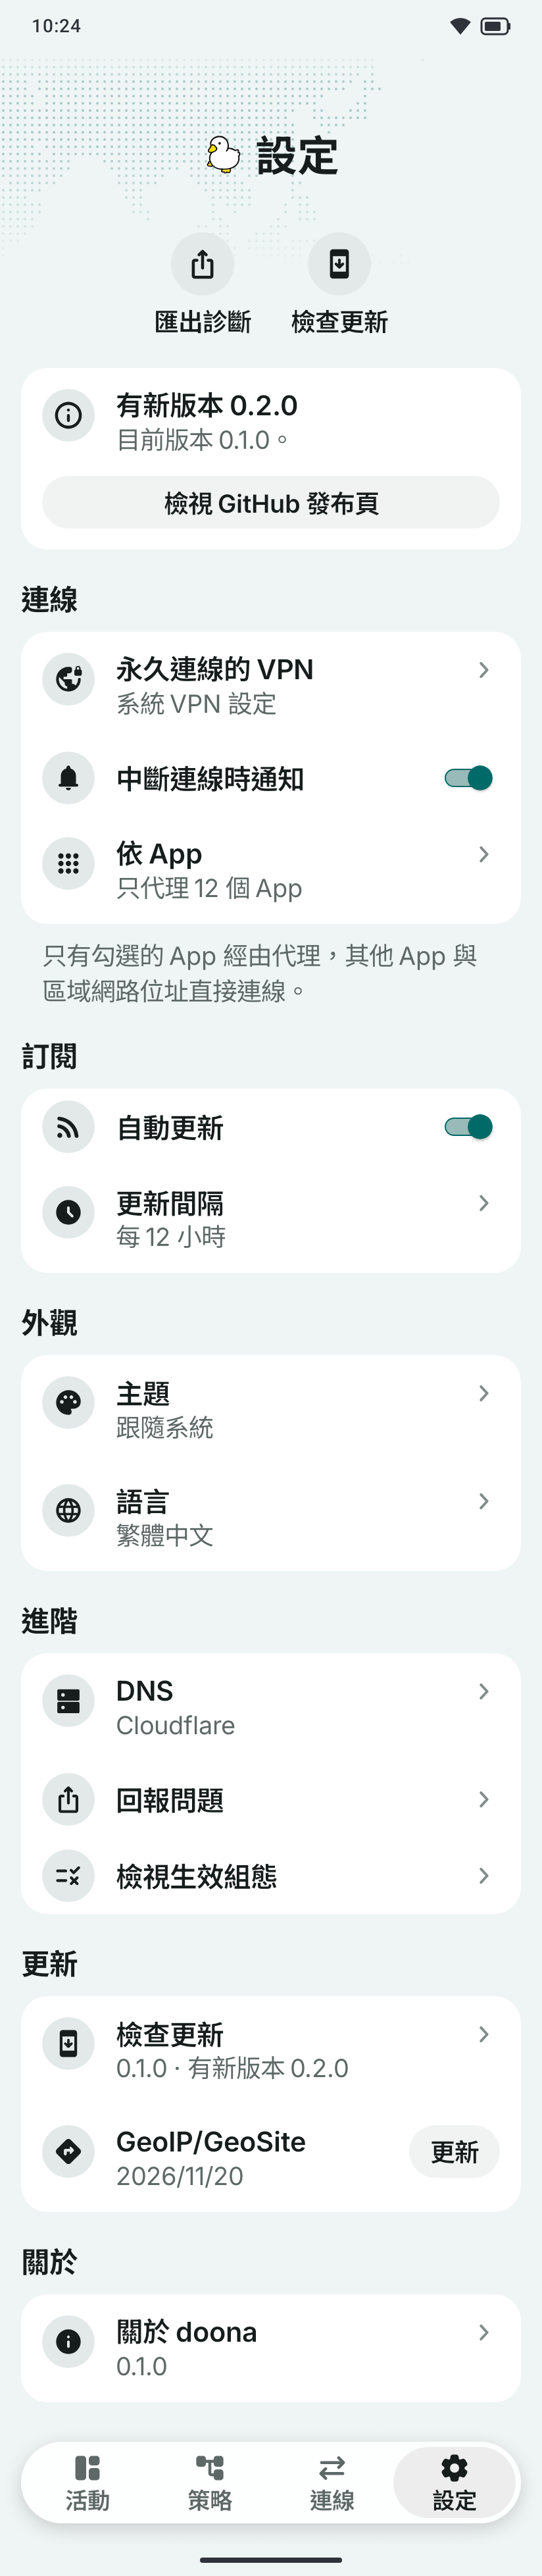 10:24
設定
匯出診斷
檢查更新
有新版本 0.2.0
目前版本 0.1.0。
檢視 GitHub 發布頁
連線
永久連線的 VPN
系統 VPN 設定
中斷連線時通知
依 App
只代理 12 個 App
只有勾選的 App 經由代理，其他 App 與
區域網路位址直接連線。
訂閱
自動更新
更新間隔
每 12 小時
外觀
主題
跟隨系統
語言
繁體中文
進階
DNS
Cloudflare
回報問題
檢視生效組態
更新
檢查更新
0.1.0 · 有新版本 0.2.0
GeoIP/GeoSite
2026/11/20
更新
關於
關於 doona
0.1.0
活動
策略
連線
設定